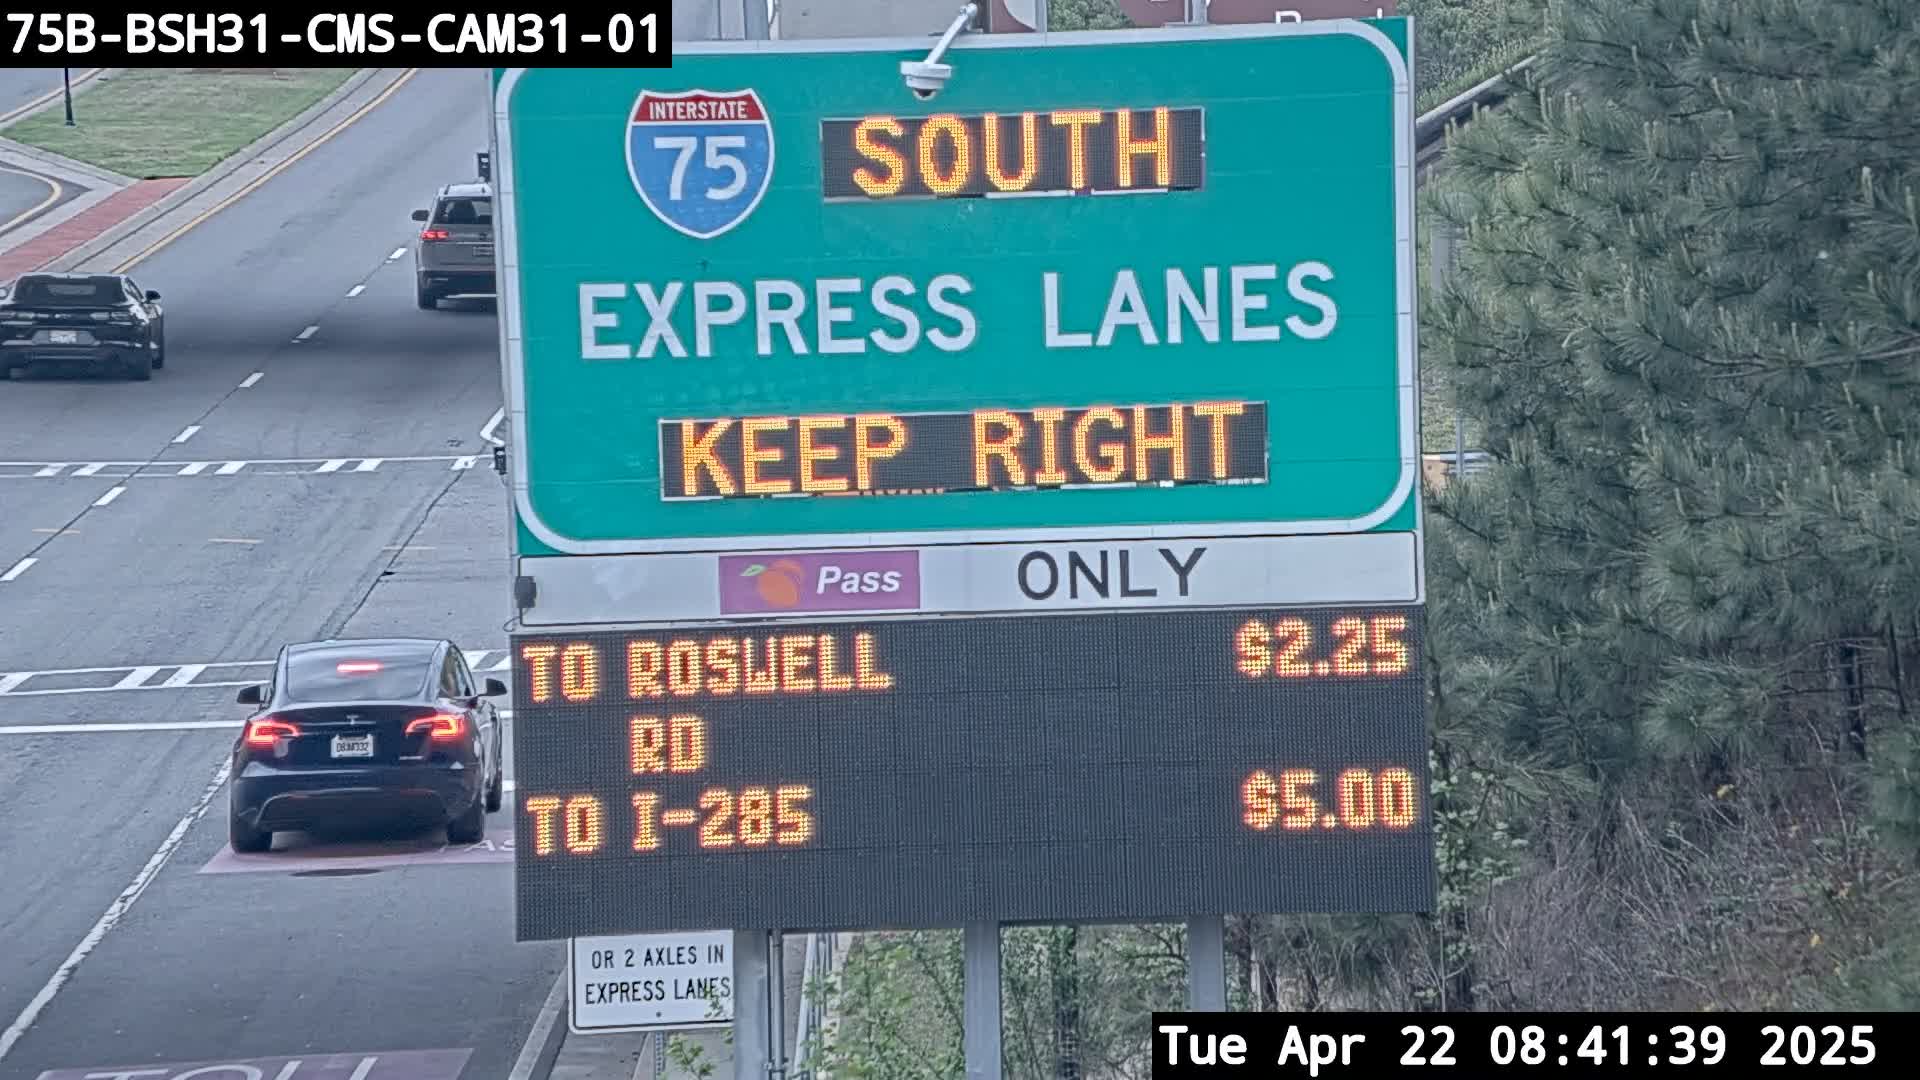 75B-BSH31-CMS-CAM31-01
INTERSTATE
75
SOUTH
EXPRESS LANES
KEEP RIGHT
Pass ONLY
TO ROSWELL $2.25
RD
TO I-285 $5.00
OR 2 AXLES IN
EXPRESS LANES
TOLL
Tue Apr 22 08:41:39 2025